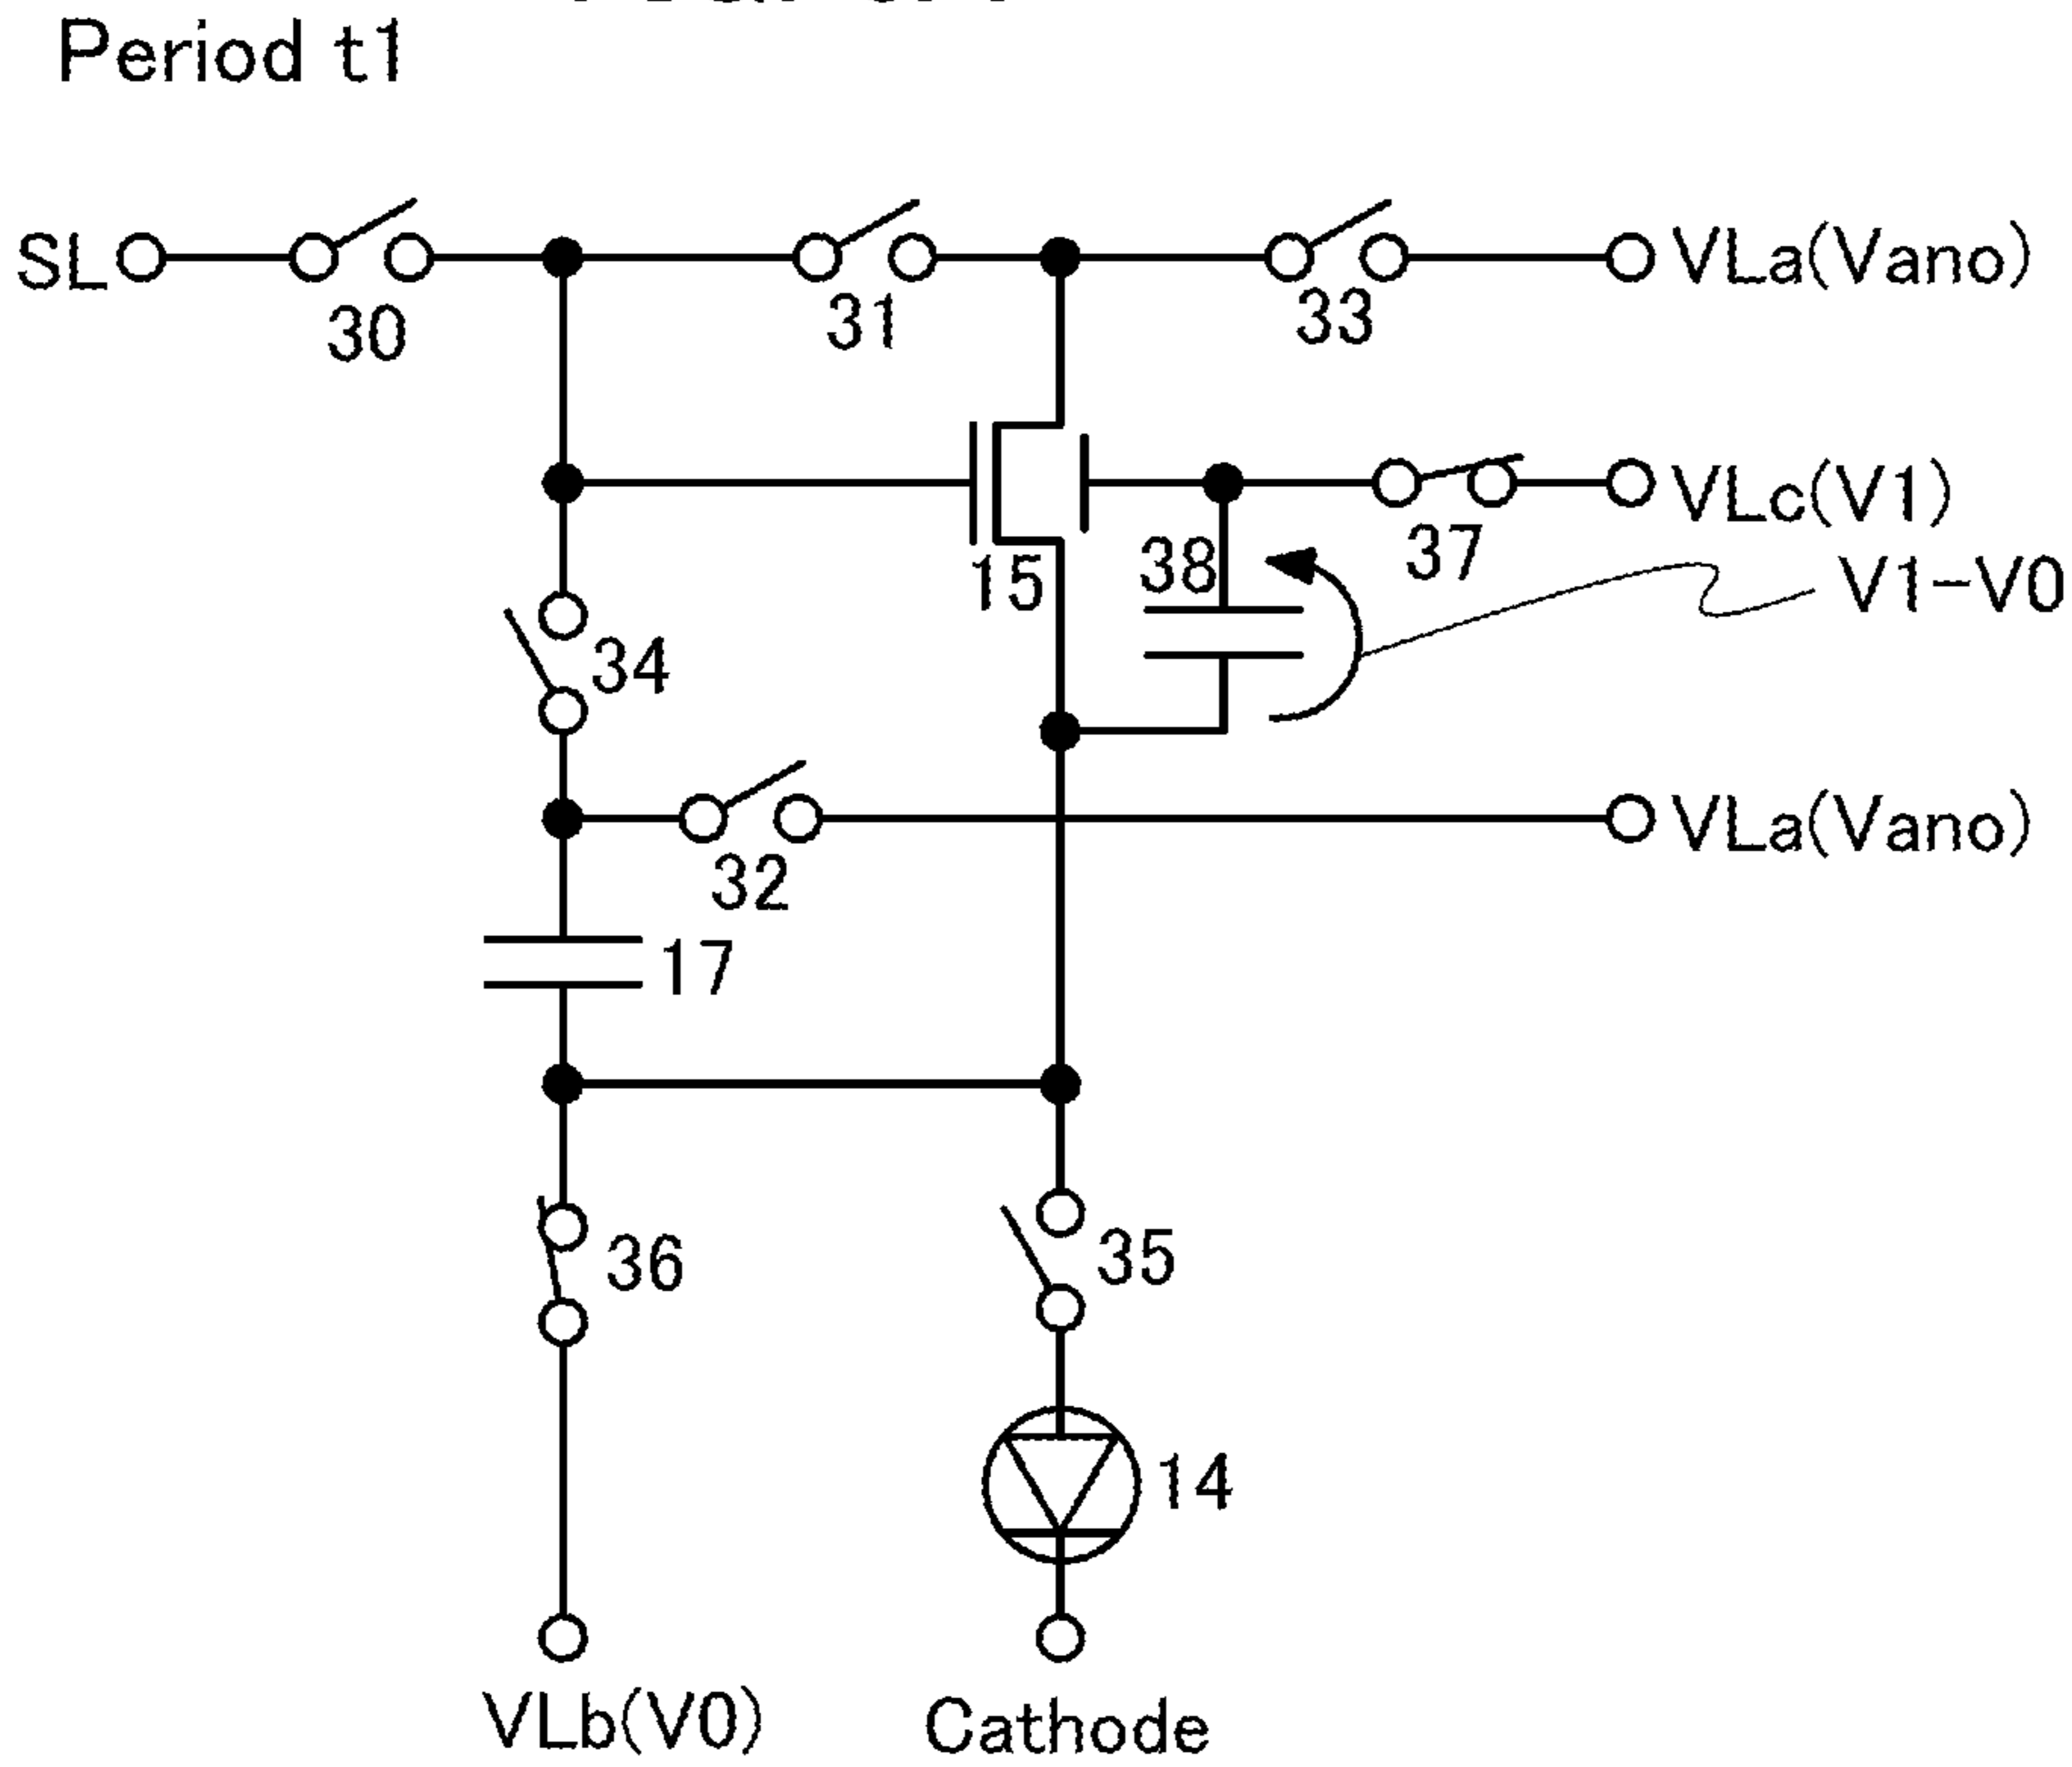 Period t1
SL
30
31
33
VLa(Vano)
15
38
37
VLc(V1)
V1-V0
34
32
VLa(Vano)
17
36
35
14
VLb(V0)
Cathode